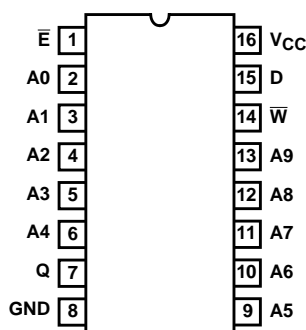 E̅ 1 16 VCC
A0 2 15 D
A1 3 14 W̅
A2 4 13 A9
A3 5 12 A8
A4 6 11 A7
Q 7 10 A6
GND 8 9 A5